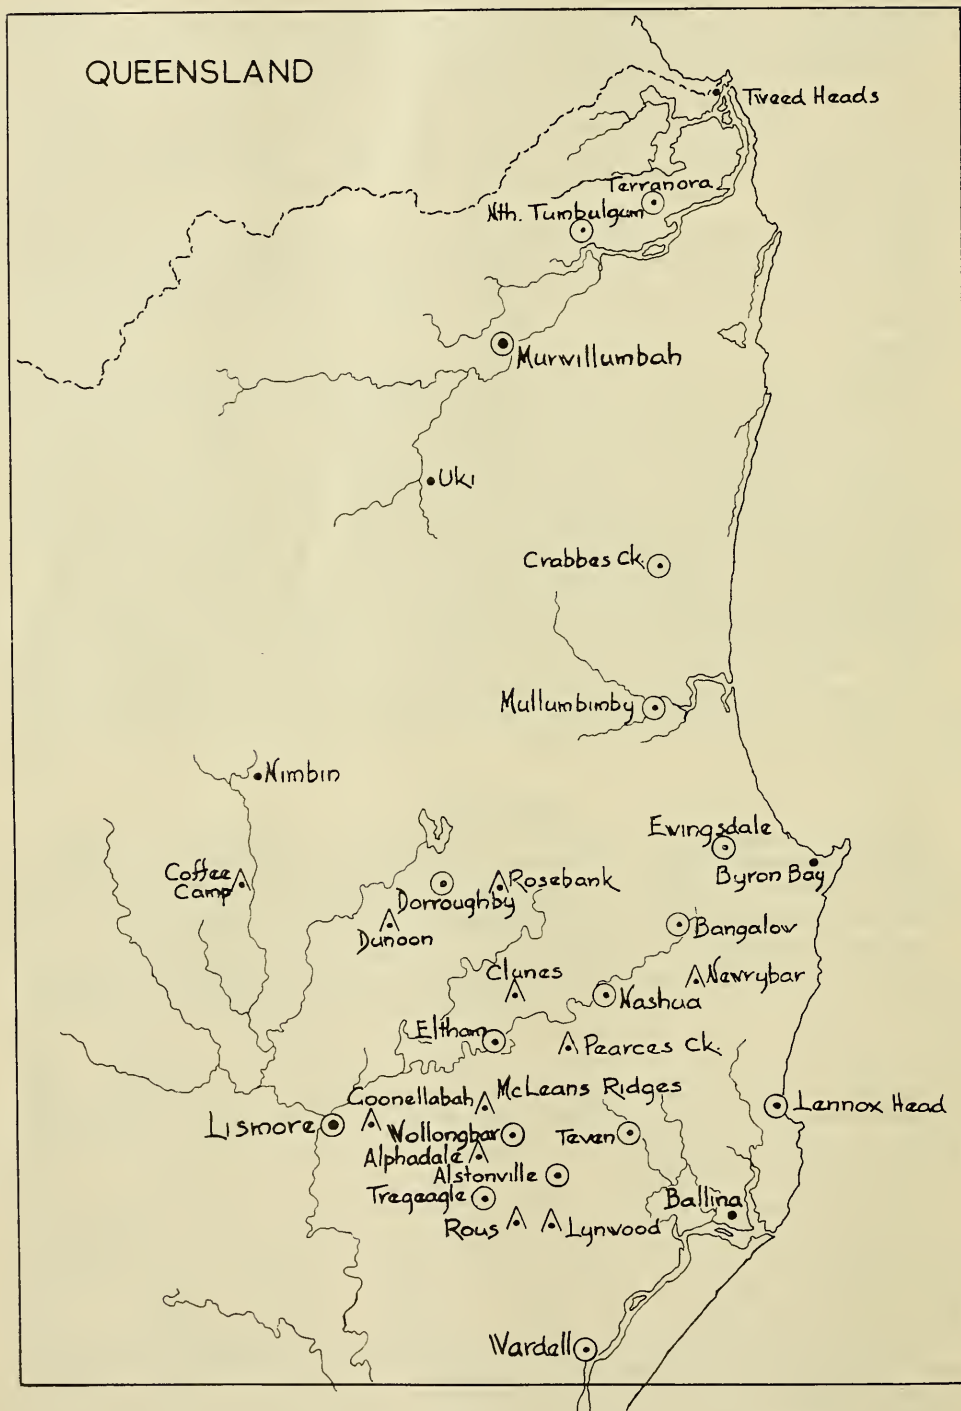 QUEENSLAND
Tweed Heads
Terranora
Nth. Tumbulgum
Murwillumbah
Uki
Crabbes Ck.
Mullumbimby
Nimbin
Ewingsdale
Byron Bay
Coffee
Camp
Rosebank
Dorroughby
Dunoon
Bangalow
Clunes
Newrybar
Nashua
Eltham
Pearces Ck.
McLeans Ridges
Goonellabah
Lennox Head
Lismore
Wollongbar
Teven
Alphadale
Alstonville
Tregeagle
Ballina
Rous
Lynwood
Wardell